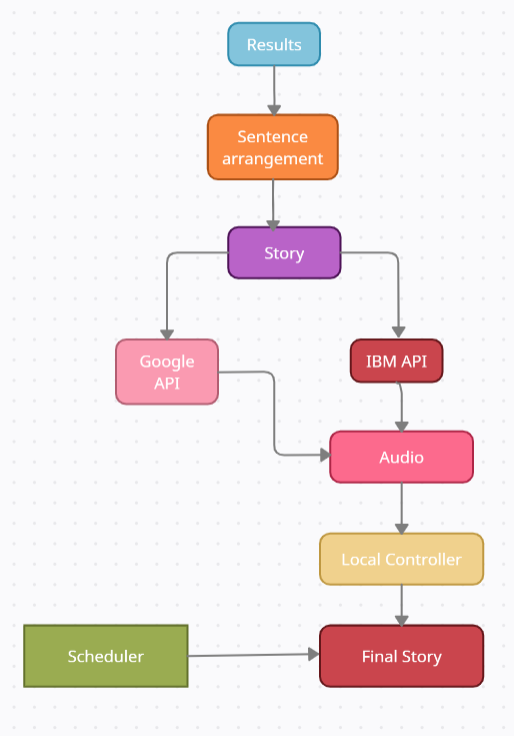 Results
Sentence
arrangement
Story
Google
API
IBM API
Audio
Local Controller
Scheduler
Final Story